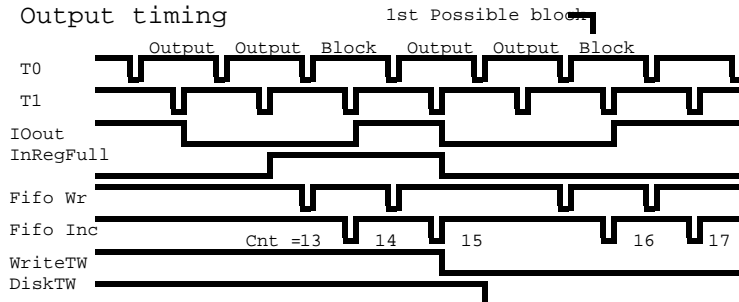 Output timing
1st Possible block
Output Output Block Output Output Block
T0
T1
IOout
InRegFull
Fifo Wr
Fifo Inc
Cnt =13 14 15 16 17
WriteTW
DiskTW